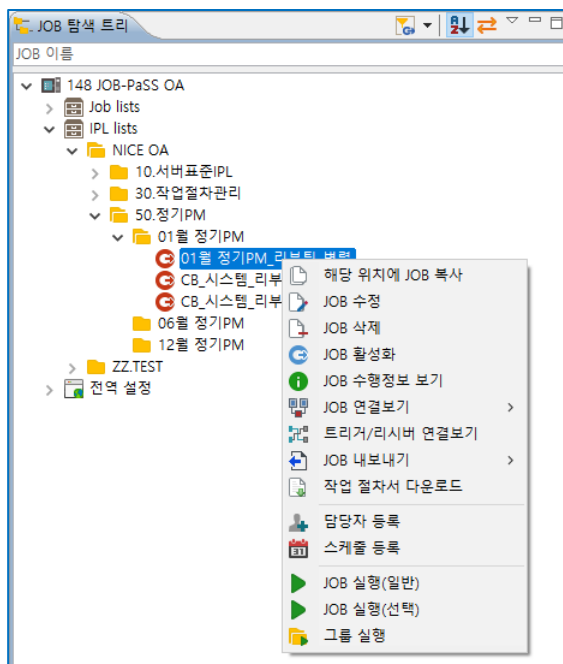 JOB 탐색 트리
JOB 이름
148 JOB-PaSS OA
Job lists
IPL lists
NICE OA
10.서버표준IPL
30.작업절차관리
50.정기PM
01월 정기PM
01월 정기PM_리부팅_병렬
CB_시스템_리부
CB_시스템_리부
06월 정기PM
12월 정기PM
ZZ.TEST
전역 설정
해당 위치에 JOB 복사
JOB 수정
JOB 삭제
JOB 활성화
JOB 수행정보 보기
JOB 연결보기
트리거/리시버 연결보기
JOB 내보내기
작업 절차서 다운로드
담당자 등록
스케줄 등록
JOB 실행(일반)
JOB 실행(선택)
그룹 실행